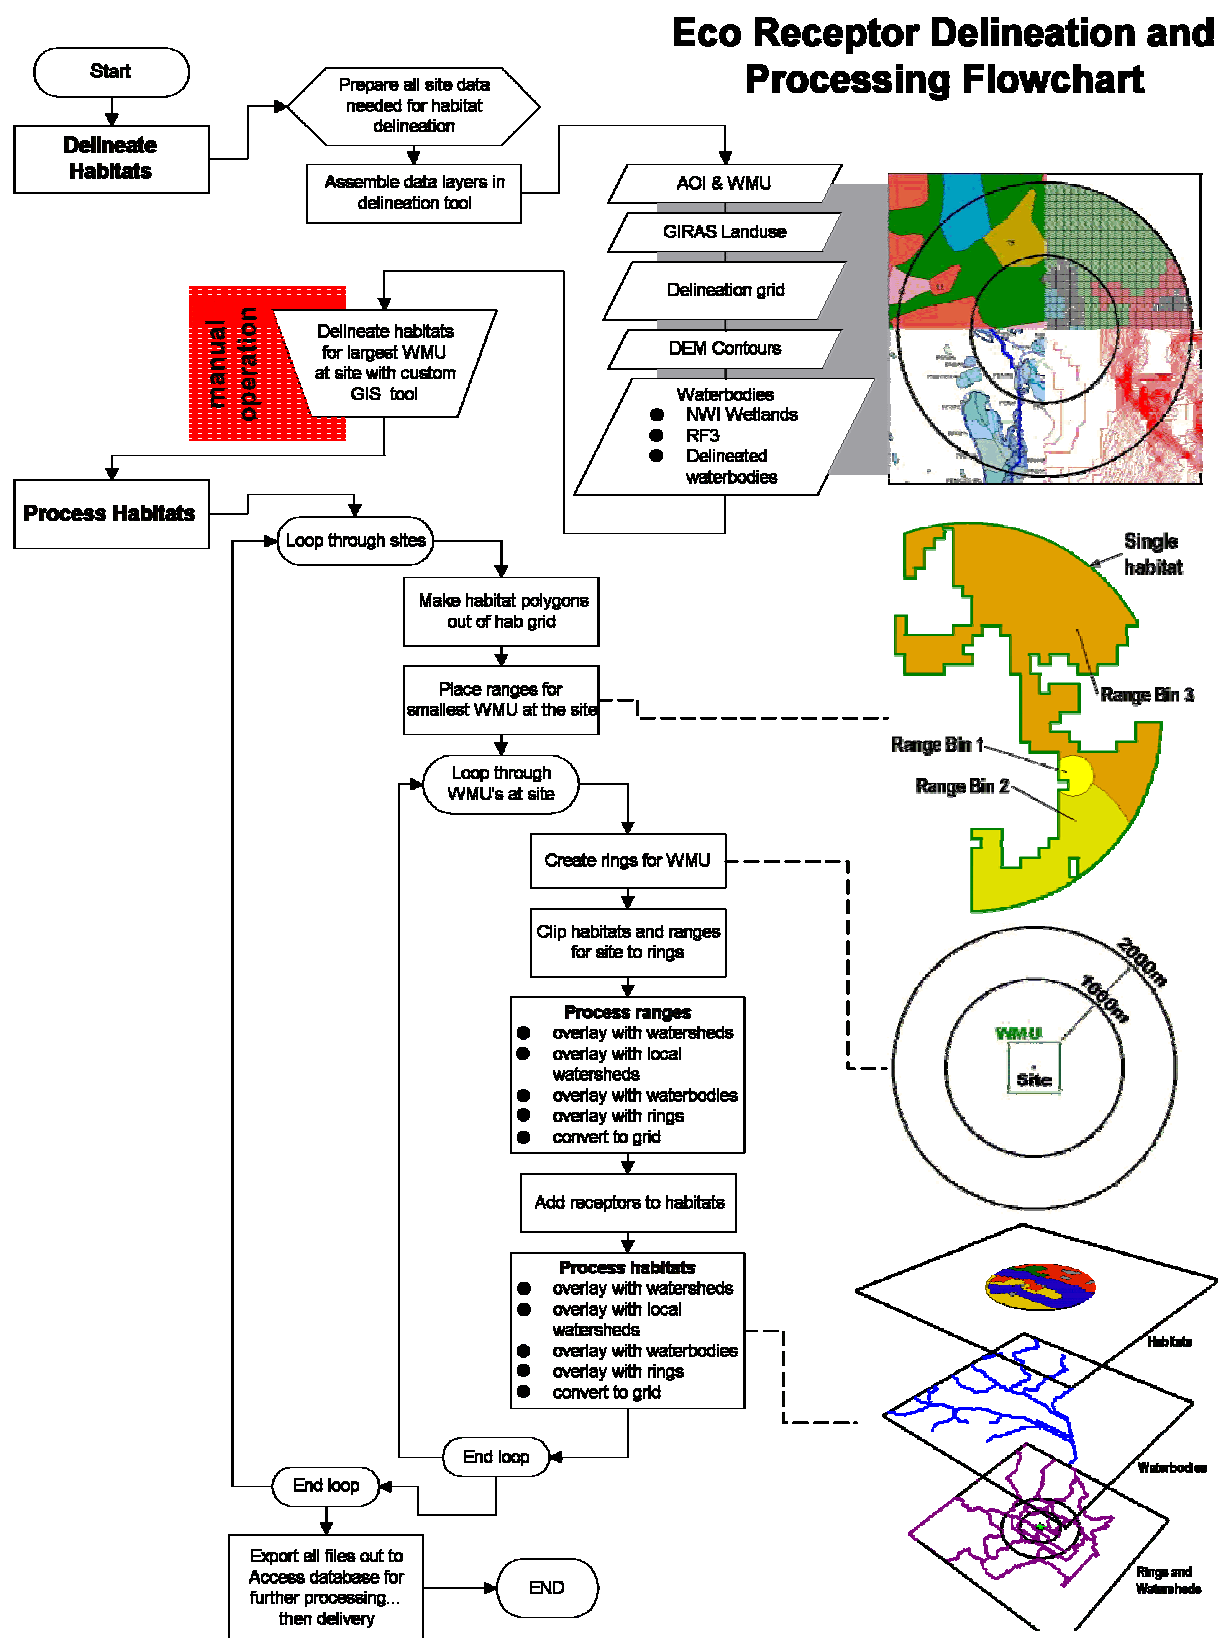 Eco Receptor Delineation and
Processing Flowchart
Start
Delineate
Habitats
Prepare all site data
needed for habitat
delineation
Assemble data layers in
delineation tool
AOI & WMU
GIRAS Landuse
Delineation grid
DEM Contours
Waterbodies
● NWI Wetlands
● RF3
● Delineated
waterbodies
manual
operation
Delineate habitats
for largest WMU
at site with custom
GIS tool
Process Habitats
Loop through sites
Make habitat polygons
out of hab grid
Place ranges for
smallest WMU at the site
Loop through
WMU's at site
Create rings for WMU
Clip habitats and ranges
for site to rings
Process ranges
● overlay with watersheds
● overlay with local
watersheds
● overlay with waterbodies
● overlay with rings
● convert to grid
Add receptors to habitats
Process habitats
● overlay with watersheds
● overlay with local
watersheds
● overlay with waterbodies
● overlay with rings
● convert to grid
End loop
End loop
Export all files out to
Access database for
further processing...
then delivery
END
Single
habitat
Range Bin 3
Range Bin 1
Range Bin 2
2000m
1000m
WMU
Site
Habitats
Waterbodies
Rings and
Watersheds